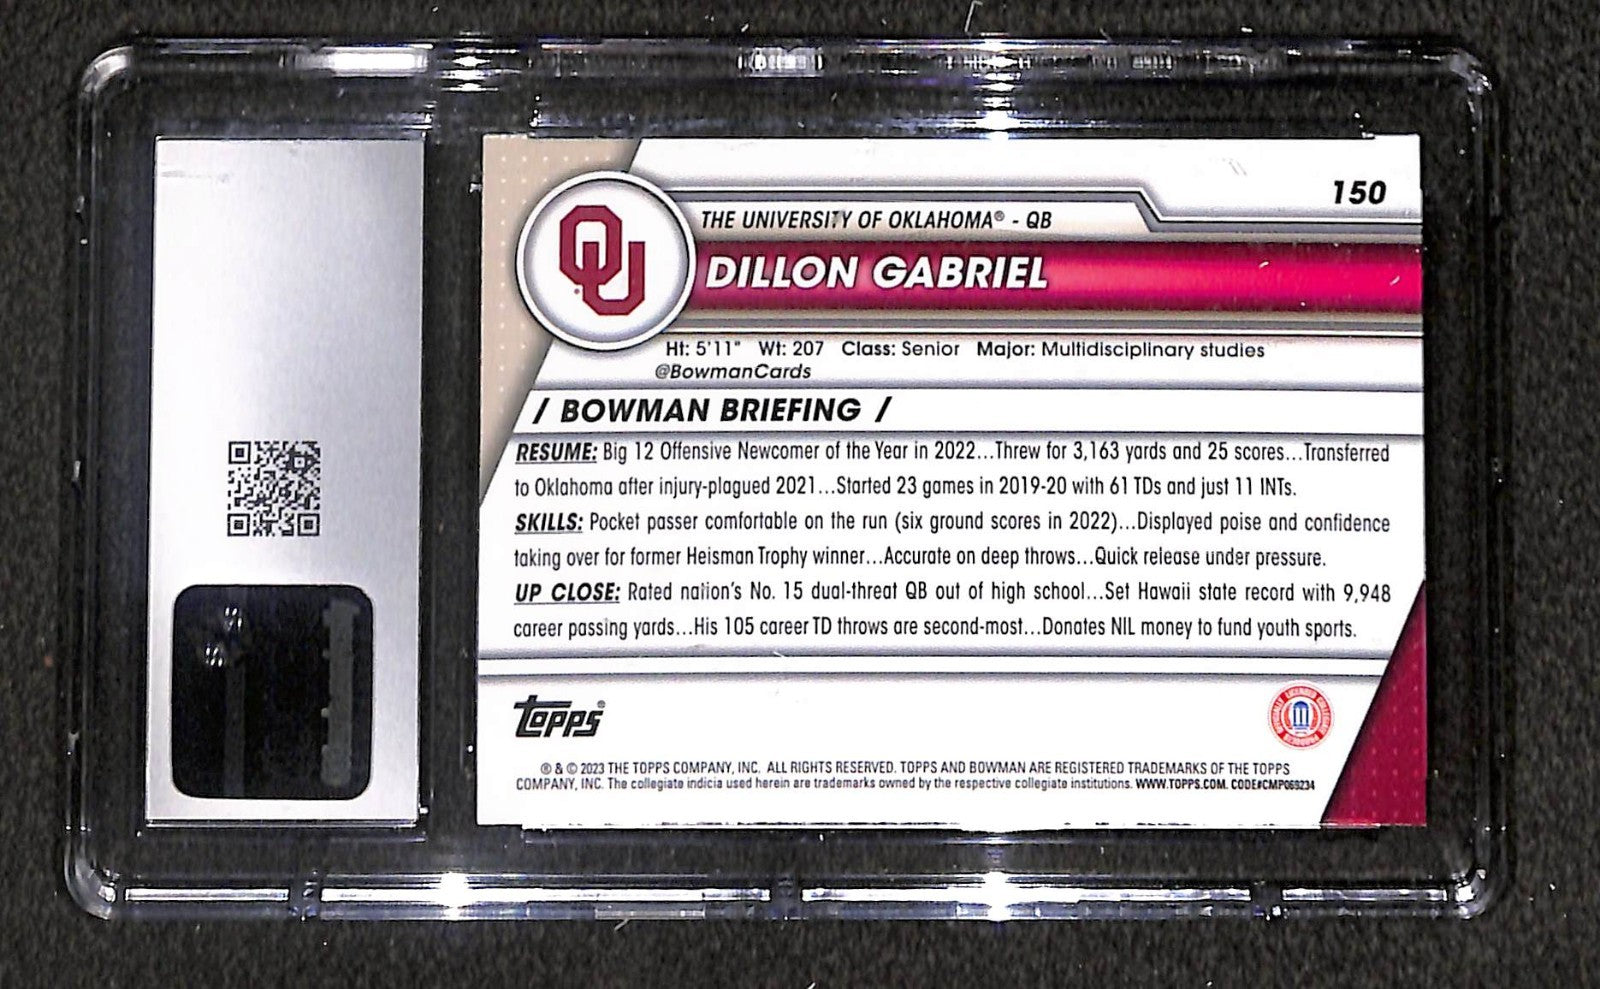 150
THE UNIVERSITY OF OKLAHOMA® - QB
OU
DILLON GABRIEL
Ht: 5'11" Wt: 207 Class: Senior Major: Multidisciplinary studies
@BowmanCards
/ BOWMAN BRIEFING /
RESUME: Big 12 Offensive Newcomer of the Year in 2022...Threw for 3,163 yards and 25 scores...Transferred
to Oklahoma after injury-plagued 2021...Started 23 games in 2019-20 with 61 TDs and just 11 INTs.
SKILLS: Pocket passer comfortable on the run (six ground scores in 2022)...Displayed poise and confidence
taking over for former Heisman Trophy winner...Accurate on deep throws...Quick release under pressure.
UP CLOSE: Rated nation's No. 15 dual-threat QB out of high school...Set Hawaii state record with 9,948
career passing yards...His 105 career TD throws are second-most...Donates NIL money to fund youth sports.
Topps®
OFFICIALLY LICENSED COLLEGIATE PRODUCTS
® & © 2023 THE TOPPS COMPANY, INC. ALL RIGHTS RESERVED. TOPPS AND BOWMAN ARE REGISTERED TRADEMARKS OF THE TOPPS
COMPANY, INC. The collegiate indicia used herein are trademarks owned by the respective collegiate institutions. WWW.TOPPS.COM. CODE#CMP069234